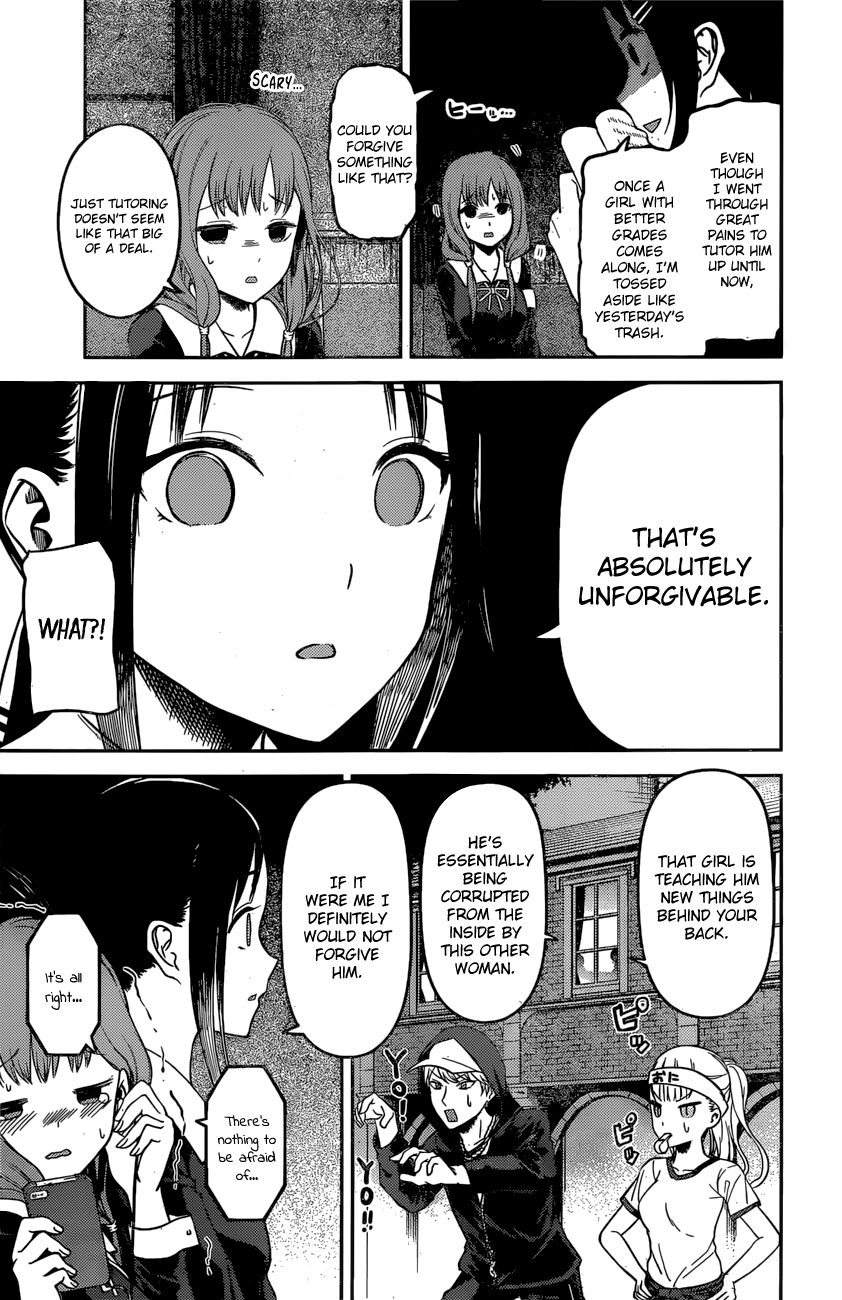 EVEN
THOUGH
I WENT
THROUGH
GREAT
PAINS TO
TUTOR HIM
UP UNTIL
NOW,
ONCE A
GIRL WITH
BETTER
GRADES
COMES
ALONG, I'M
TOSSED
ASIDE LIKE
YESTERDAY'S
TRASH.
ヒーッ…
COULD YOU
FORGIVE
SOMETHING
LIKE THAT?
SCARY...
JUST TUTORING
DOESN'T SEEM
LIKE THAT BIG
OF A DEAL.
THAT'S
ABSOLUTELY
UNFORGIVABLE.
WHAT?!
THAT GIRL IS
TEACHING HIM
NEW THINGS
BEHIND YOUR
BACK.
ピッ
おに
ピッ
HE'S
ESSENTIALLY
BEING
CORRUPTED
FROM THE
INSIDE BY
THIS OTHER
WOMAN.
YO!
YO!!
IF IT
WERE ME I
DEFINITELY
WOULD NOT
FORGIVE
HIM.
It's all
right...
There's
nothing to
be afraid
of...